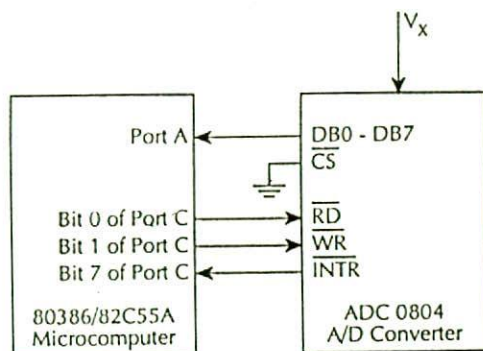 Vx
Port A
DB0 - DB7
CS
Bit 0 of Port C
RD
Bit 1 of Port C
WR
Bit 7 of Port C
INTR
80386/82C55A
Microcomputer
ADC 0804
A/D Converter